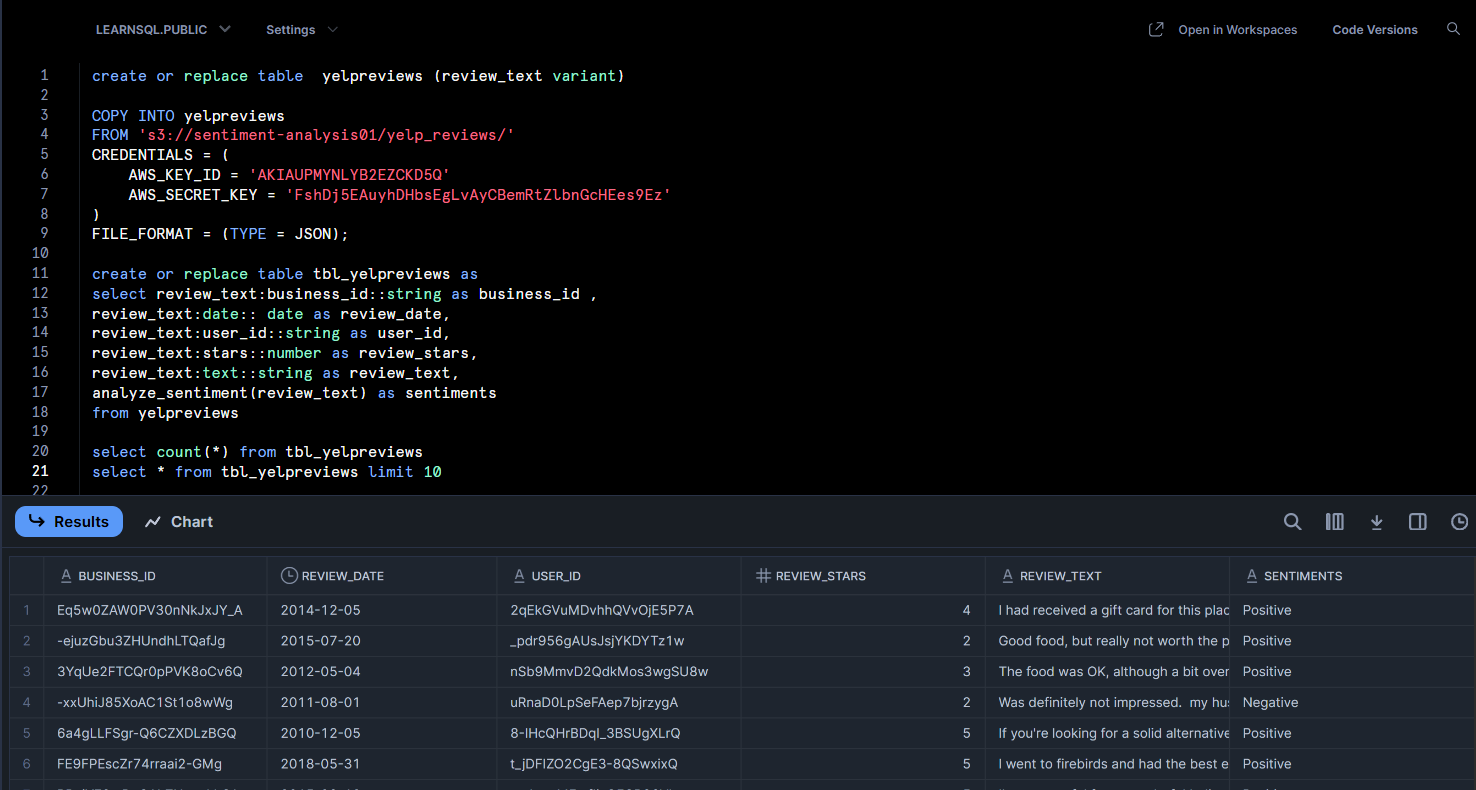 LEARNSQL.PUBLIC Settings Open in Workspaces Code Versions
1 create or replace table  yelpreviews (review_text variant)
2
3 COPY INTO yelpreviews
4 FROM 's3://sentiment-analysis01/yelp_reviews/'
5 CREDENTIALS = (
6     AWS_KEY_ID = 'AKIAUPMYNLYB2EZCKD5Q'
7     AWS_SECRET_KEY = 'FshDj5EAuyhDHbsEgLvAyCBemRtZlbnGcHEes9Ez'
8 )
9 FILE_FORMAT = (TYPE = JSON);
10
11 create or replace table tbl_yelpreviews as
12 select review_text:business_id::string as business_id ,
13 review_text:date:: date as review_date,
14 review_text:user_id::string as user_id,
15 review_text:stars::number as review_stars,
16 review_text:text::string as review_text,
17 analyze_sentiment(review_text) as sentiments
18 from yelpreviews
19
20 select count(*) from tbl_yelpreviews
21 select * from tbl_yelpreviews limit 10
22
Results Chart
BUSINESS_ID REVIEW_DATE USER_ID REVIEW_STARS REVIEW_TEXT SENTIMENTS
1 Eq5w0ZAW0PV30nNkJxJY_A 2014-12-05 2qEkGVuMDvhhQVvOjE5P7A 4 I had received a gift card for this plac Positive
2 -ejuzGbu3ZHUndhLTQafJg 2015-07-20 _pdr956gAUsJsjYKDYTz1w 2 Good food, but really not worth the p Positive
3 3YqUe2FTCQr0pPVK8oCv6Q 2012-05-04 nSb9MmvD2QdkMos3wgSU8w 3 The food was OK, although a bit over Positive
4 -xxUhiJ85XoAC1St1o8wWg 2011-08-01 uRnaD0LpSeFAep7bjrzygA 2 Was definitely not impressed.  my hus Negative
5 6a4gLLFSgr-Q6CZXDLzBGQ 2010-12-05 8-IHcQHrBDqI_3BSUgXLrQ 5 If you're looking for a solid alternative Positive
6 FE9FPEscZr74rraai2-GMg 2018-05-31 t_jDFIZO2CgE3-8QSwxixQ 5 I went to firebirds and had the best e Positive